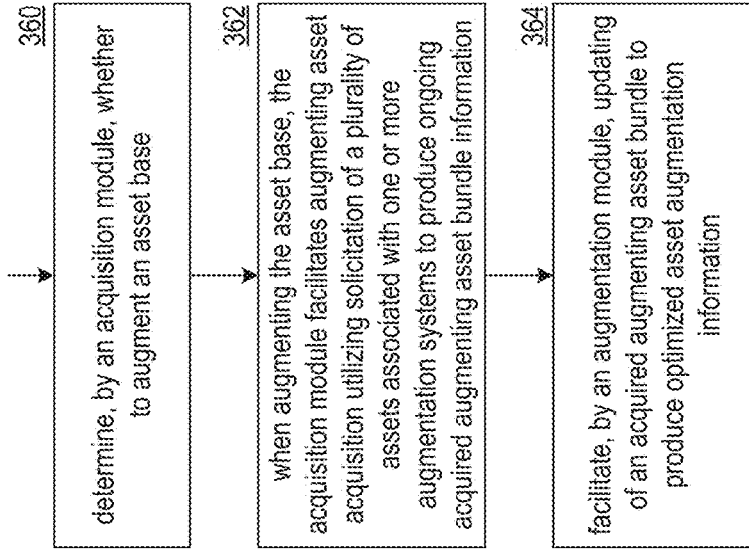 360
determine, by an acquisition module, whether
to augment an asset base
362
when augmenting the asset base, the
acquisition module facilitates augmenting asset
acquisition utilizing solicitation of a plurality of
assets associated with one or more
augmentation systems to produce ongoing
acquired augmenting asset bundle information
364
facilitate, by an augmentation module, updating
of an acquired augmenting asset bundle to
produce optimized asset augmentation
information